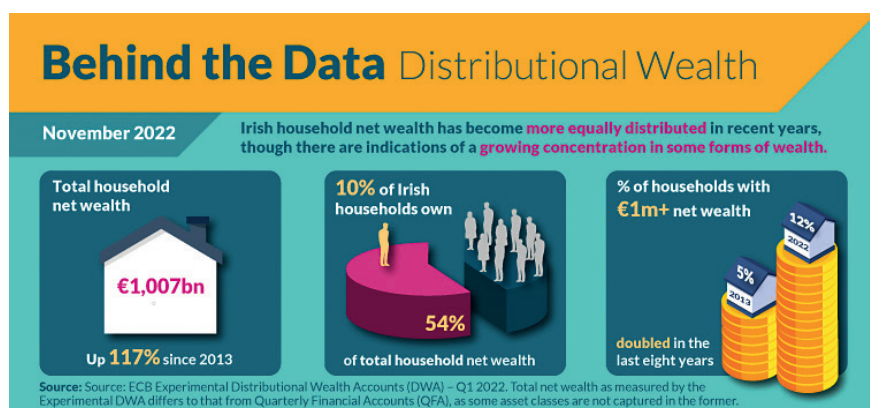 Behind the Data Distributional Wealth
November 2022
Irish household net wealth has become more equally distributed in recent years,
though there are indications of a growing concentration in some forms of wealth.
Total household
net wealth
€1,007bn
Up 117% since 2013
10% of Irish
households own
54%
of total household net wealth
% of households with
€1m+ net wealth
12%
2022
5%
2013
doubled in the
last eight years
Source: Source: ECB Experimental Distributional Wealth Accounts (DWA) – Q1 2022. Total net wealth as measured by the
Experimental DWA differs to that from Quarterly Financial Accounts (QFA), as some asset classes are not captured in the former.